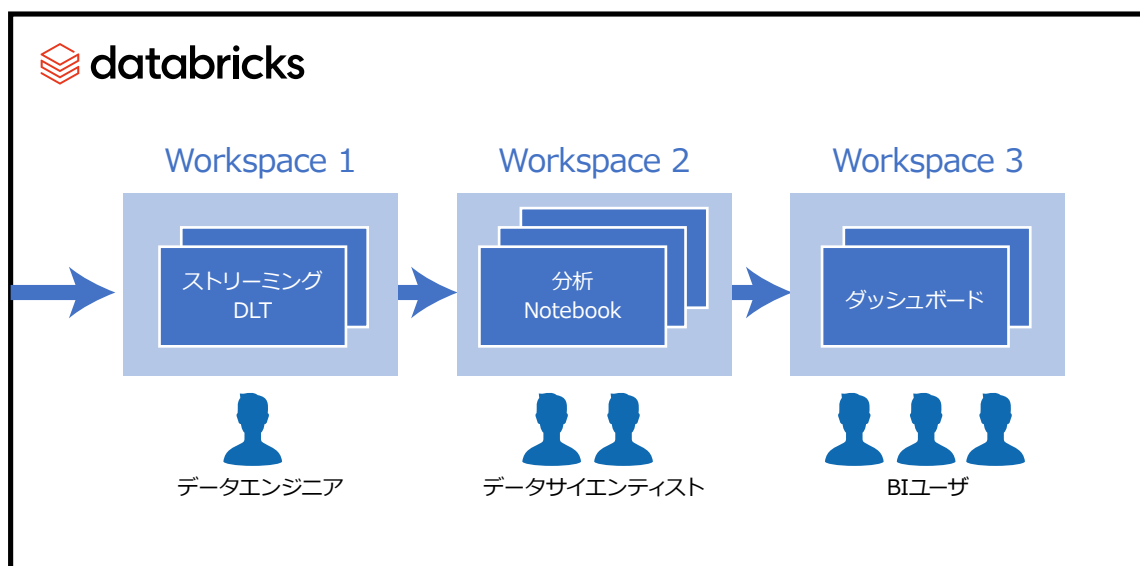 databricks
Workspace 1
Workspace 2
Workspace 3
ストリーミング
DLT
分析
Notebook
ダッシュボード
データエンジニア
データサイエンティスト
BIユーザ